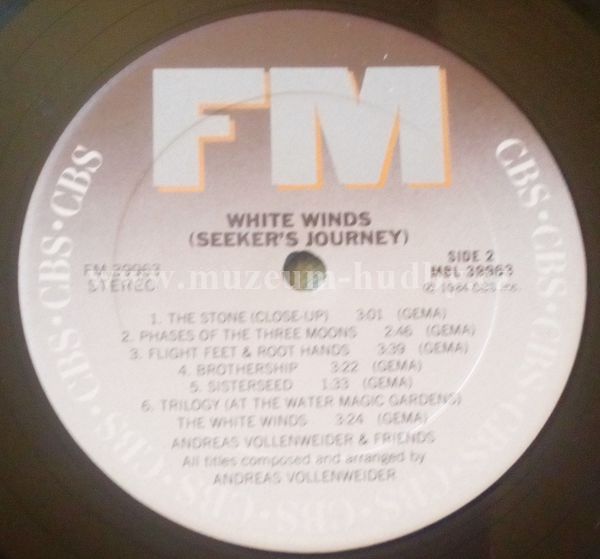 FM
WHITE WINDS
(SEEKER'S JOURNEY)
FM 39963
STEREO
SIDE 2
MBL 39963
1. THE STONE (CLOSE-UP) 3:01 (GEMA)
2. PHASES OF THE THREE MOONS 2:46 (GEMA)
3. FLIGHT FEET & ROOT HANDS 3:39 (GEMA)
4. BROTHERSHIP 3:22 (GEMA)
5. SISTERSEED 1:33 (GEMA)
6. TRILOGY (AT THE WATER MAGIC GARDENS)
THE WHITE WINDS 3:24 (GEMA)
ANDREAS VOLLENWEIDER & FRIENDS
All titles composed and arranged by
ANDREAS VOLLENWEIDER
CBS · CBS · CBS · CBS · CBS · CBS · CBS · CBS · CBS